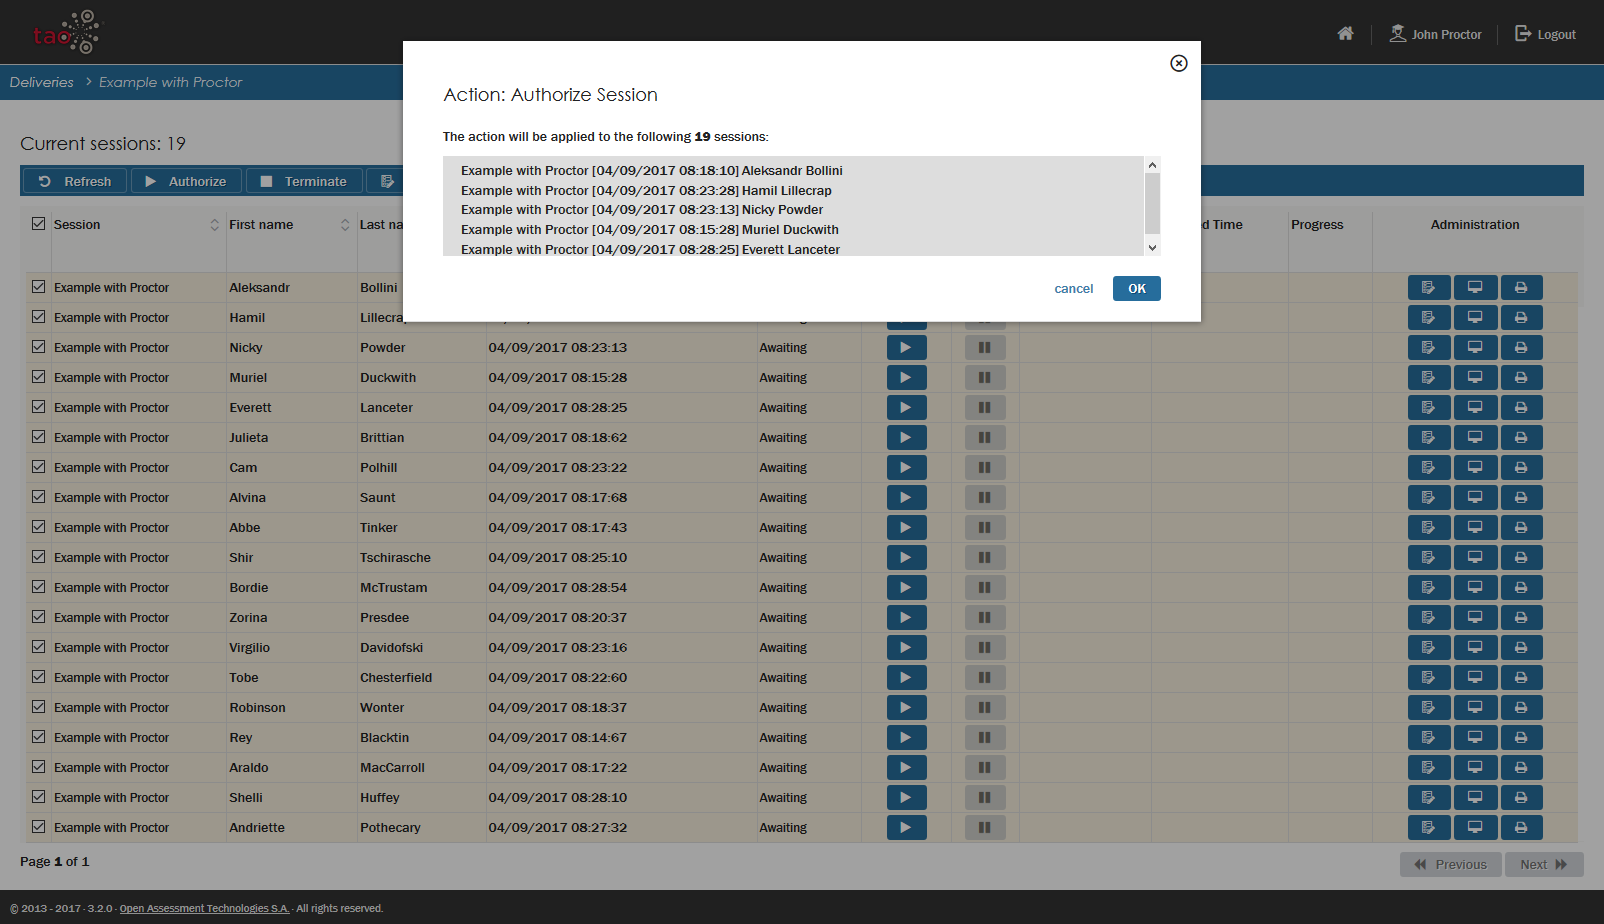 tao
John Proctor
Logout
Deliveries > Example with Proctor
Action: Authorize Session
The action will be applied to the following 19 sessions:
Example with Proctor [04/09/2017 08:18:10] Aleksandr Bollini
Example with Proctor [04/09/2017 08:23:28] Hamil Lillecrap
Example with Proctor [04/09/2017 08:23:13] Nicky Powder
Example with Proctor [04/09/2017 08:15:28] Muriel Duckwith
Example with Proctor [04/09/2017 08:28:25] Everett Lanceter
cancel OK
Current sessions: 19
Refresh Authorize Terminate
Session First name Last na d Time Progress Administration
Example with Proctor Aleksandr Bollini
Example with Proctor Hamil Lillecrap
Example with Proctor Nicky Powder 04/09/2017 08:23:13 Awaiting
Example with Proctor Muriel Duckwith 04/09/2017 08:15:28 Awaiting
Example with Proctor Everett Lanceter 04/09/2017 08:28:25 Awaiting
Example with Proctor Julieta Brittian 04/09/2017 08:18:62 Awaiting
Example with Proctor Cam Polhill 04/09/2017 08:23:22 Awaiting
Example with Proctor Alvina Saunt 04/09/2017 08:17:68 Awaiting
Example with Proctor Abbe Tinker 04/09/2017 08:17:43 Awaiting
Example with Proctor Shir Tschirasche 04/09/2017 08:25:10 Awaiting
Example with Proctor Bordie McTrustam 04/09/2017 08:28:54 Awaiting
Example with Proctor Zorina Presdee 04/09/2017 08:20:37 Awaiting
Example with Proctor Virgilio Davidofski 04/09/2017 08:23:16 Awaiting
Example with Proctor Tobe Chesterfield 04/09/2017 08:22:60 Awaiting
Example with Proctor Robinson Wonter 04/09/2017 08:18:37 Awaiting
Example with Proctor Rey Blacktin 04/09/2017 08:14:67 Awaiting
Example with Proctor Araldo MacCarroll 04/09/2017 08:17:22 Awaiting
Example with Proctor Shelli Huffey 04/09/2017 08:28:10 Awaiting
Example with Proctor Andriette Pothecary 04/09/2017 08:27:32 Awaiting
Page 1 of 1
Previous Next
© 2013 - 2017 · 3.2.0 · Open Assessment Technologies S.A. · All rights reserved.